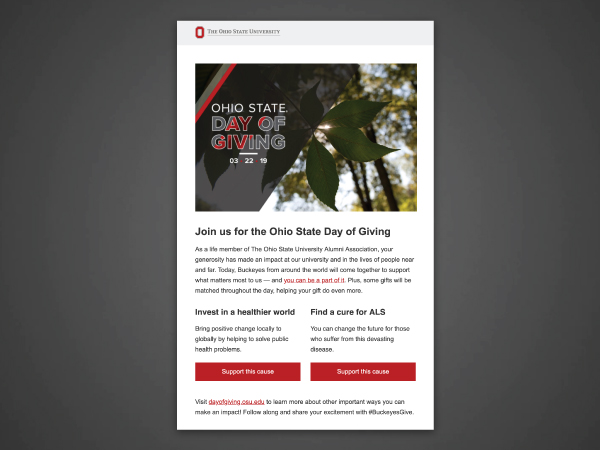 THE OHIO STATE UNIVERSITY
OHIO STATE.
DAY OF
GIVING
03 22 19
Join us for the Ohio State Day of Giving
As a life member of The Ohio State University Alumni Association, your
generosity has made an impact at our university and in the lives of people near
and far. Today, Buckeyes from around the world will come together to support
what matters most to us — and you can be a part of it. Plus, some gifts will be
matched throughout the day, helping your gift do even more.
Invest in a healthier world
Bring positive change locally to
globally by helping to solve public
health problems.
Support this cause
Find a cure for ALS
You can change the future for those
who suffer from this devasting
disease.
Support this cause
Visit dayofgiving.osu.edu to learn more about other important ways you can
make an impact! Follow along and share your excitement with #BuckeyesGive.